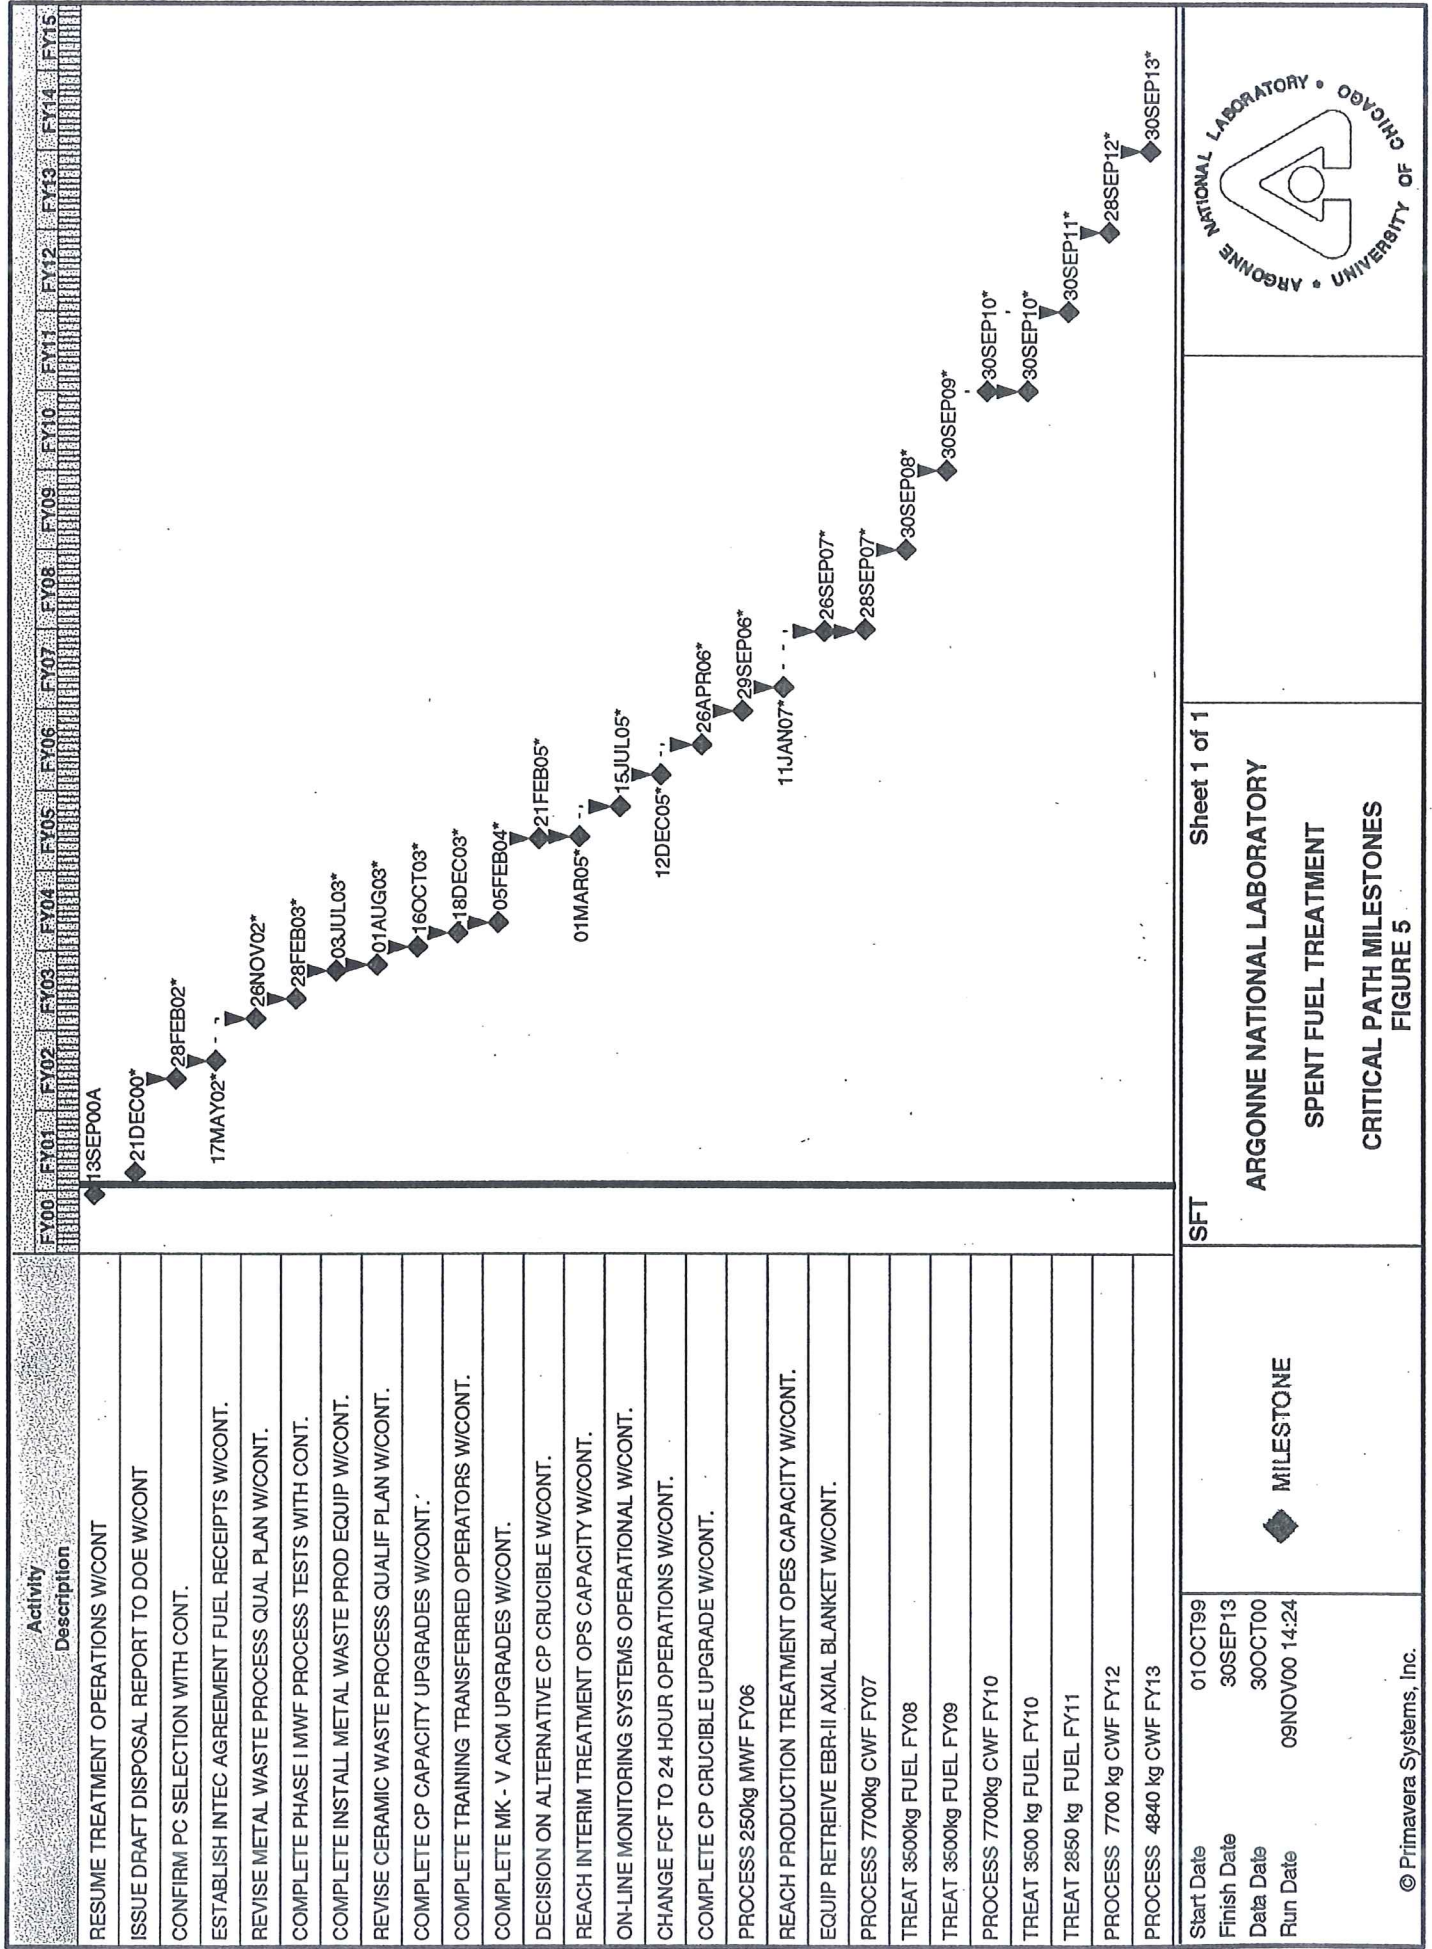 Activity
Description
FY00 FY01 FY02 FY03 FY04 FY05 FY06 FY07 FY08 FY09 FY10 FY11 FY12 FY13 FY14 FY15
RESUME TREATMENT OPERATIONS W/CONT
13SEP00A
ISSUE DRAFT DISPOSAL REPORT TO DOE W/CONT
21DEC00*
CONFIRM PC SELECTION WITH CONT.
28FEB02*
ESTABLISH INTEC AGREEMENT FUEL RECEIPTS W/CONT.
17MAY02*
REVISE METAL WASTE PROCESS QUAL PLAN W/CONT.
26NOV02*
COMPLETE PHASE I MWF PROCESS TESTS WITH CONT.
28FEB03*
COMPLETE INSTALL METAL WASTE PROD EQUIP W/CONT.
03JUL03*
REVISE CERAMIC WASTE PROCESS QUALIF PLAN W/CONT.
01AUG03*
COMPLETE CP CAPACITY UPGRADES W/CONT.
16OCT03*
COMPLETE TRAINING TRANSFERRED OPERATORS W/CONT.
18DEC03*
COMPLETE MK - V ACM UPGRADES W/CONT.
05FEB04*
DECISION ON ALTERNATIVE CP CRUCIBLE W/CONT.
21FEB05*
REACH INTERIM TREATMENT OPS CAPACITY W/CONT.
01MAR05*
ON-LINE MONITORING SYSTEMS OPERATIONAL W/CONT.
15JUL05*
CHANGE FCF TO 24 HOUR OPERATIONS W/CONT.
12DEC05*
COMPLETE CP CRUCIBLE UPGRADE W/CONT.
26APR06*
PROCESS 250kg MWF FY06
29SEP06*
REACH PRODUCTION TREATMENT OPES CAPACITY W/CONT.
11JAN07*
EQUIP RETREIVE EBR-II AXIAL BLANKET W/CONT.
26SEP07*
PROCESS 7700kg CWF FY07
28SEP07*
TREAT 3500kg FUEL FY08
30SEP08*
TREAT 3500kg FUEL FY09
30SEP09*
PROCESS 7700kg CWF FY10
30SEP10*
TREAT 3500 kg FUEL FY10
30SEP10*
TREAT 2850 kg FUEL FY11
30SEP11*
PROCESS 7700 kg CWF FY12
28SEP12*
PROCESS 4840 kg CWF FY13
30SEP13*
Start Date 01OCT99
Finish Date 30SEP13
Data Date 30OCT00
Run Date 09NOV00 14:24
© Primavera Systems, Inc.
MILESTONE
SFT
Sheet 1 of 1
ARGONNE NATIONAL LABORATORY
SPENT FUEL TREATMENT
CRITICAL PATH MILESTONES
FIGURE 5
ARGONNE NATIONAL LABORATORY • UNIVERSITY OF CHICAGO •